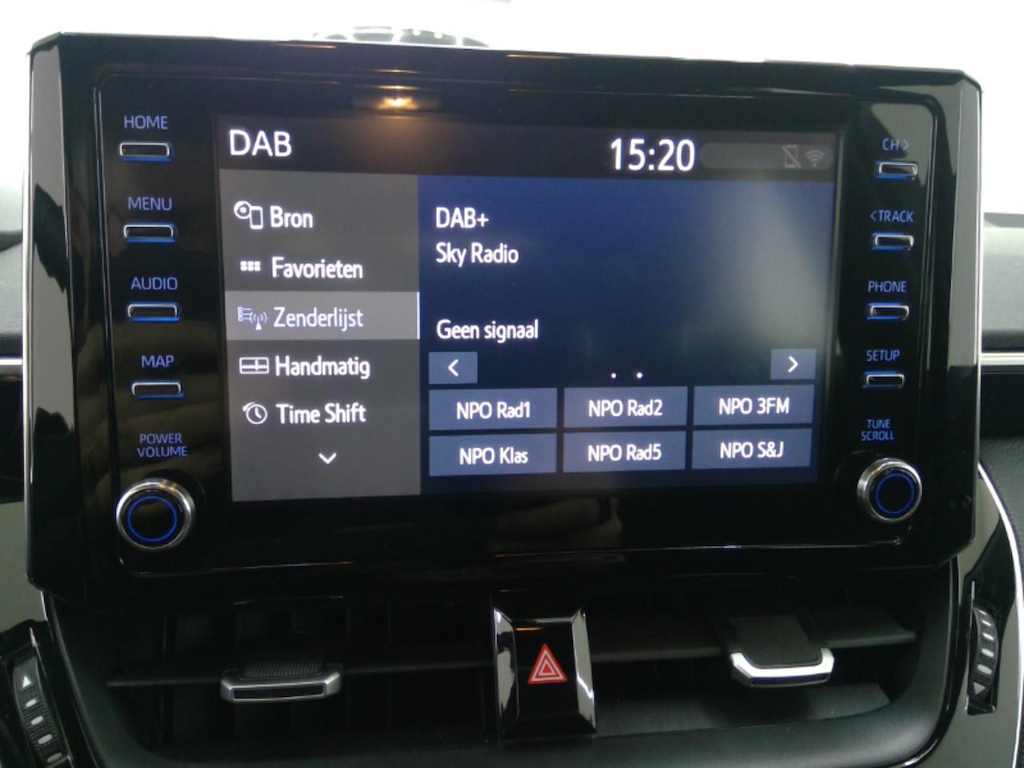 HOME
MENU
AUDIO
MAP
POWER
VOLUME
DAB
15:20
Bron
Favorieten
Zenderlijst
Handmatig
Time Shift
DAB+
Sky Radio
Geen signaal
<
>
NPO Rad1 NPO Rad2 NPO 3FM
NPO Klas NPO Rad5 NPO S&J
CH>
<TRACK
PHONE
SETUP
TUNE
SCROLL